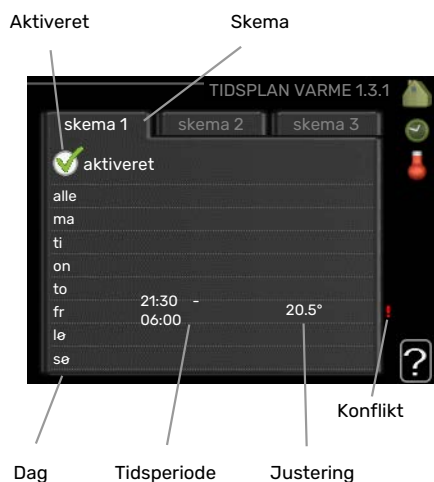 Aktiveret Skema
TIDSPLAN VARME 1.3.1
skema 1 skema 2 skema 3
aktiveret
alle
ma
ti
on
to
fr 21:30 - 06:00 20.5° !
lø
sø
?
Konflikt
Dag Tidsperiode Justering